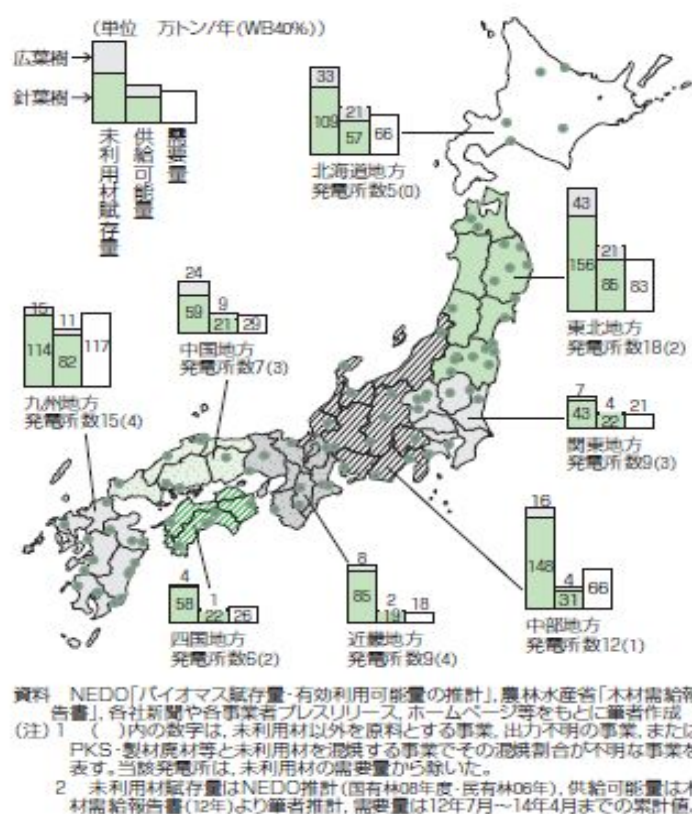 （単位　万トン/年（WB40%））
広葉樹
針葉樹
未利用材賦存量
供給可能量
需要量
33
109
21
57
66
北海道地方
発電所数5(0)
43
156
21
86
83
東北地方
発電所数18(2)
24
59
9
21
29
中国地方
発電所数7(3)
15
114
11
82
117
九州地方
発電所数15(4)
7
43
4
22
21
関東地方
発電所数9(3)
16
148
4
31
66
中部地方
発電所数12(1)
4
58
1
22
26
四国地方
発電所数6(2)
8
85
2
19
18
近畿地方
発電所数9(4)
資料　NEDO「バイオマス賦存量・有効利用可能量の推計」，農林水産省「木材需給報
告書」，各社新聞や各事業者プレスリリース，ホームページ等をもとに筆者作成
（注）1　（　）内の数字は，未利用材以外を原料とする事業，出力不明の事業，または
PKS・製材廃材等と未利用材を混焼する事業でその混焼割合が不明な事業を
表す。当該発電所は，未利用材の需要量から除いた。
2　未利用材賦存量はNEDO推計（国有林08年度・民有林06年），供給可能量は木
材需給報告書（12年）より筆者推計，需要量は12年7月～14年4月までの累計値。